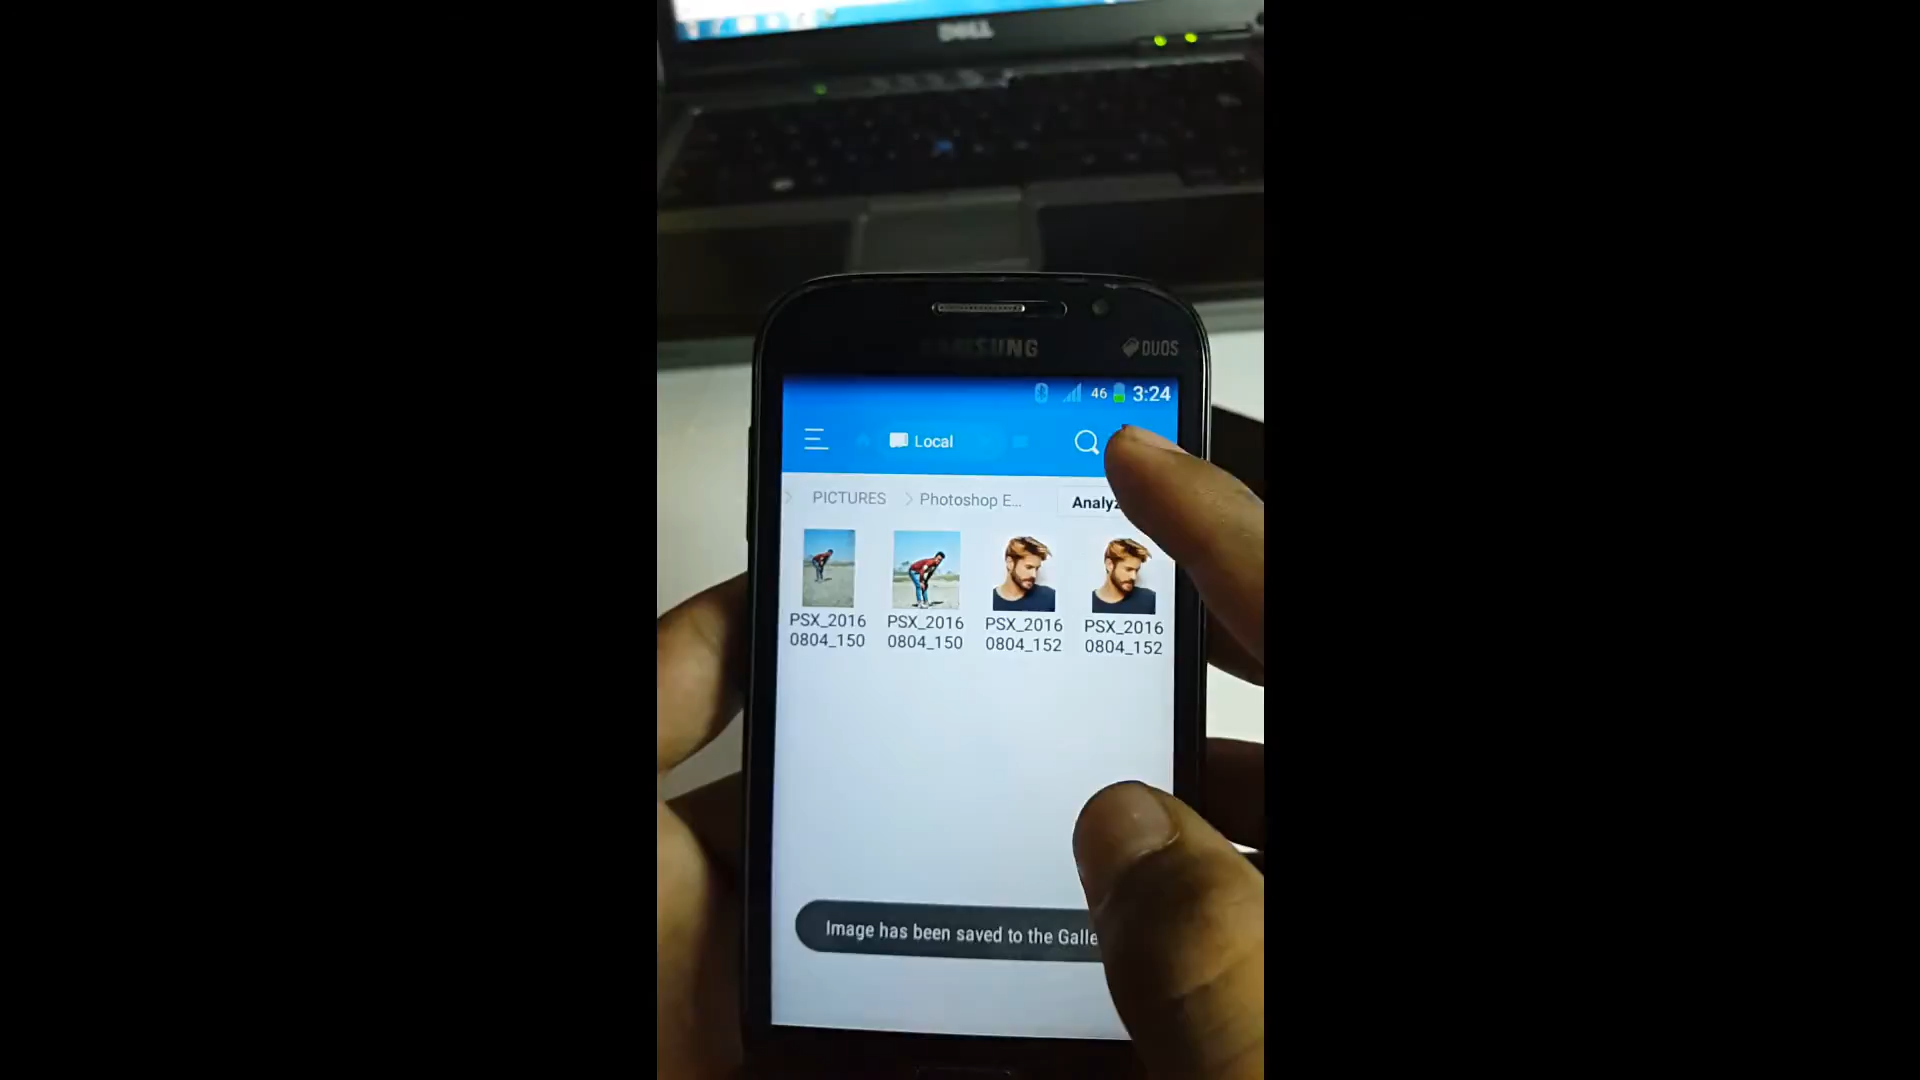 DELL
SAMSUNG
DUOS
46 3:24
Local
PICTURES Photoshop E... Analyz
PSX_2016 PSX_2016 PSX_2016 PSX_2016
0804_150 0804_150 0804_152 0804_152
Image has been saved to the Galle